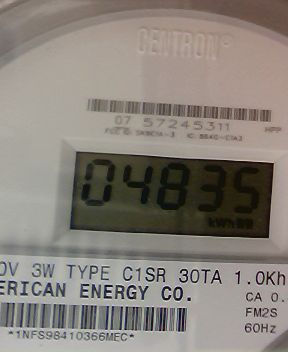 CENTRON®
07 57245311 HPP
04835
kWh
0V 3W TYPE C1SR 30TA 1.0Kh
ERICAN ENERGY CO. CA 0.
FM2S
*1NFS98410366MEC* 60Hz